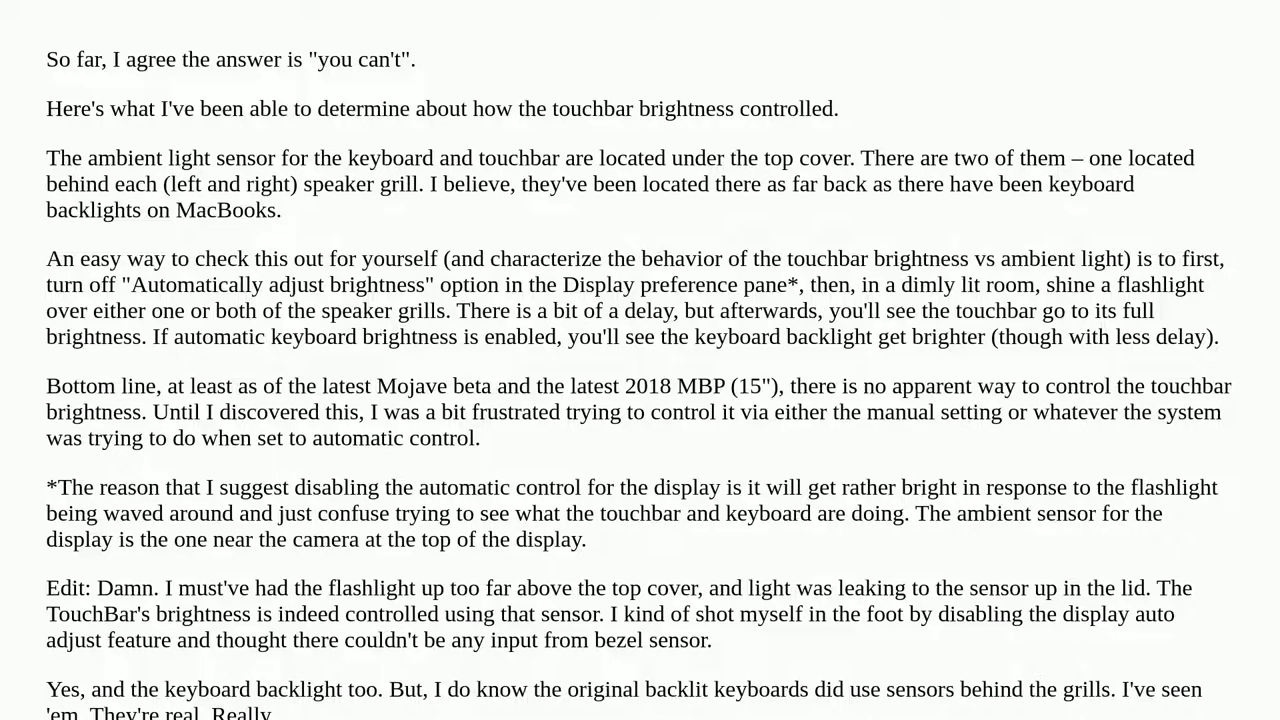 So far, I agree the answer is "you can't".
Here's what I've been able to determine about how the touchbar brightness controlled.
The ambient light sensor for the keyboard and touchbar are located under the top cover. There are two of them – one located
behind each (left and right) speaker grill. I believe, they've been located there as far back as there have been keyboard
backlights on MacBooks.
An easy way to check this out for yourself (and characterize the behavior of the touchbar brightness vs ambient light) is to first,
turn off "Automatically adjust brightness" option in the Display preference pane*, then, in a dimly lit room, shine a flashlight
over either one or both of the speaker grills. There is a bit of a delay, but afterwards, you'll see the touchbar go to its full
brightness. If automatic keyboard brightness is enabled, you'll see the keyboard backlight get brighter (though with less delay).
Bottom line, at least as of the latest Mojave beta and the latest 2018 MBP (15"), there is no apparent way to control the touchbar
brightness. Until I discovered this, I was a bit frustrated trying to control it via either the manual setting or whatever the system
was trying to do when set to automatic control.
*The reason that I suggest disabling the automatic control for the display is it will get rather bright in response to the flashlight
being waved around and just confuse trying to see what the touchbar and keyboard are doing. The ambient sensor for the
display is the one near the camera at the top of the display.
Edit: Damn. I must've had the flashlight up too far above the top cover, and light was leaking to the sensor up in the lid. The
TouchBar's brightness is indeed controlled using that sensor. I kind of shot myself in the foot by disabling the display auto
adjust feature and thought there couldn't be any input from bezel sensor.
Yes, and the keyboard backlight too. But, I do know the original backlit keyboards did use sensors behind the grills. I've seen
'em. They're real. Really.